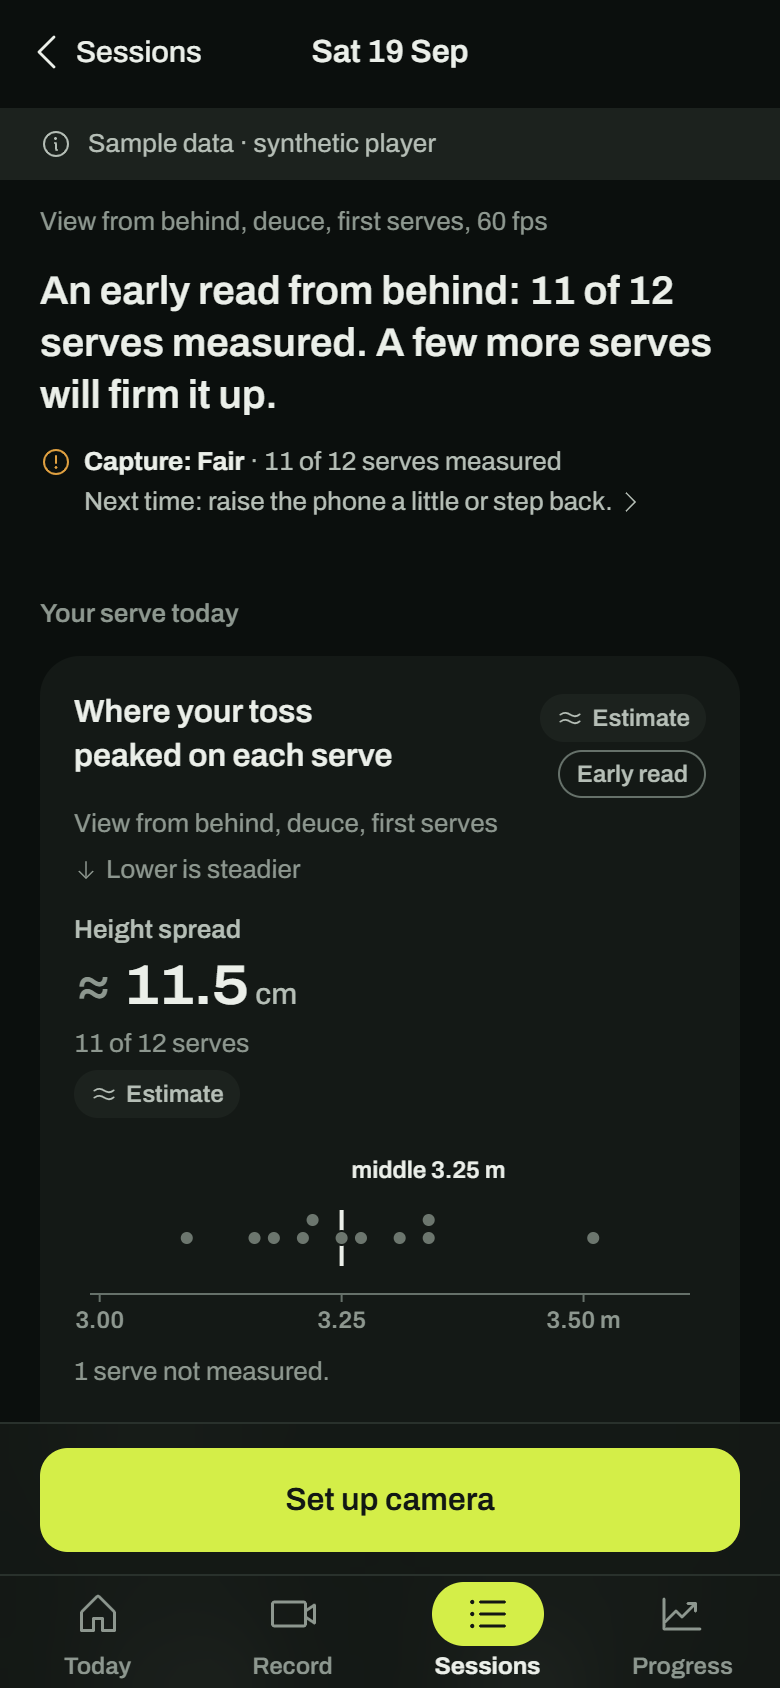 Sessions
Sat 19 Sep
Sample data · synthetic player
View from behind, deuce, first serves, 60 fps
An early read from behind: 11 of 12
serves measured. A few more serves
will firm it up.
Capture: Fair · 11 of 12 serves measured
Next time: raise the phone a little or step back.
Your serve today
Where your toss
peaked on each serve
≈ Estimate
Early read
View from behind, deuce, first serves
↓ Lower is steadier
Height spread
≈ 11.5 cm
11 of 12 serves
≈ Estimate
middle 3.25 m
3.00 3.25 3.50 m
1 serve not measured.
Set up camera
Today Record Sessions Progress